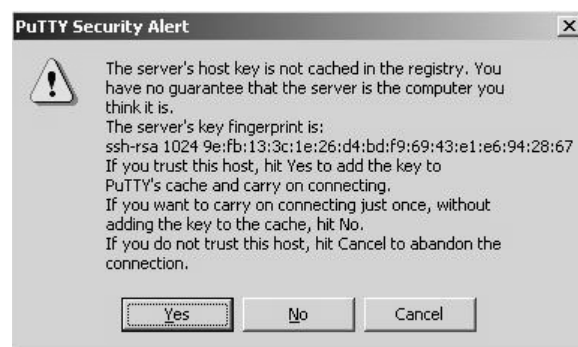 PuTTY Security Alert
The server's host key is not cached in the registry. You
have no guarantee that the server is the computer you
think it is.
The server's key fingerprint is:
ssh-rsa 1024 9e:fb:13:3c:1e:26:d4:bd:f9:69:43:e1:e6:94:28:67
If you trust this host, hit Yes to add the key to
PuTTY's cache and carry on connecting.
If you want to carry on connecting just once, without
adding the key to the cache, hit No.
If you do not trust this host, hit Cancel to abandon the
connection.
Yes No Cancel